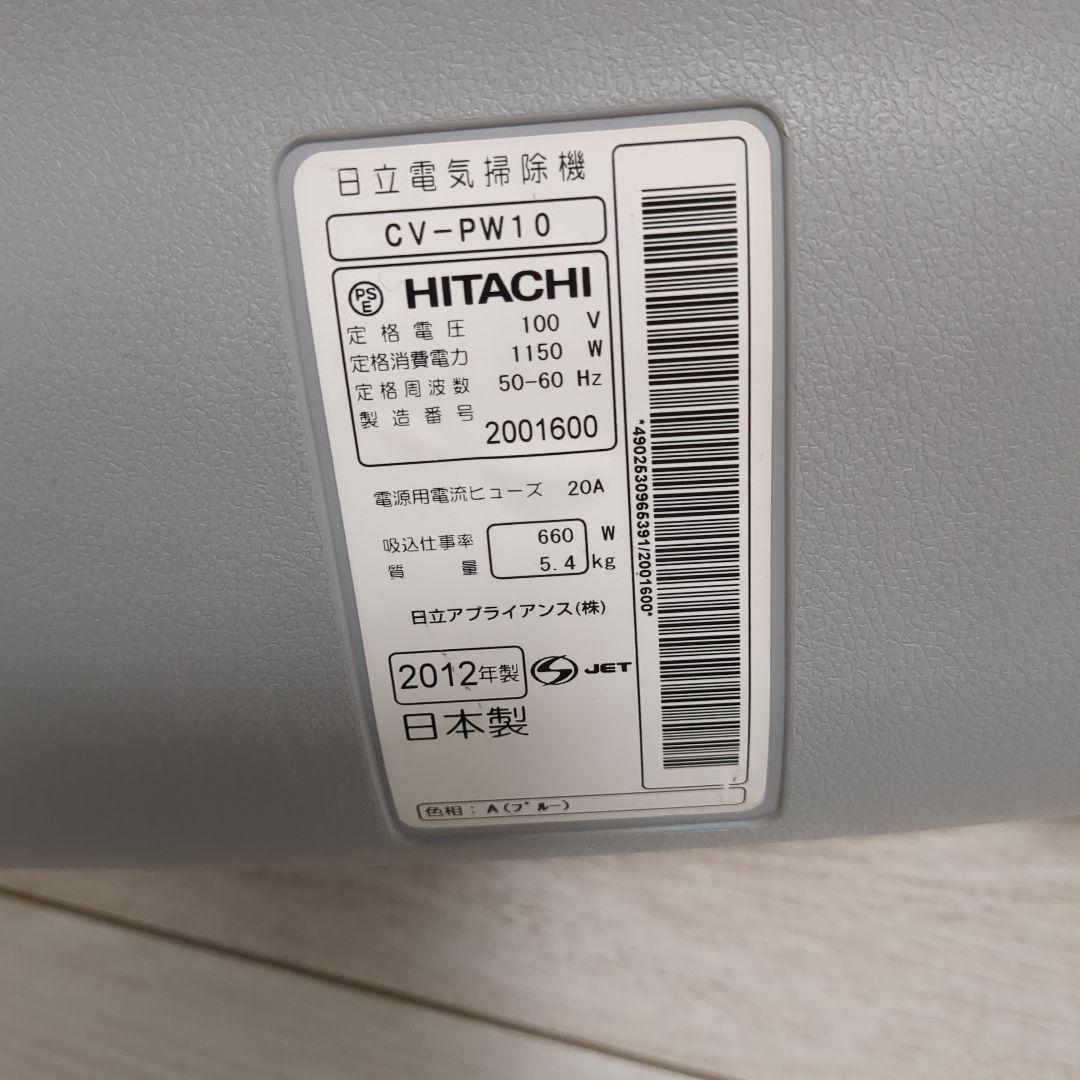 日立電気掃除機
CV-PW10
PS E HITACHI
定格電圧 100 V
定格消費電力 1150 W
定格周波数 50-60 Hz
製造番号 2001600
電源用電流ヒューズ 20A
吸込仕事率 660 W
質量 5.4 kg
日立アプライアンス(株)
2012年製 S JET
日本製
色相：A(ブルー)
*4902530965391/2001600*